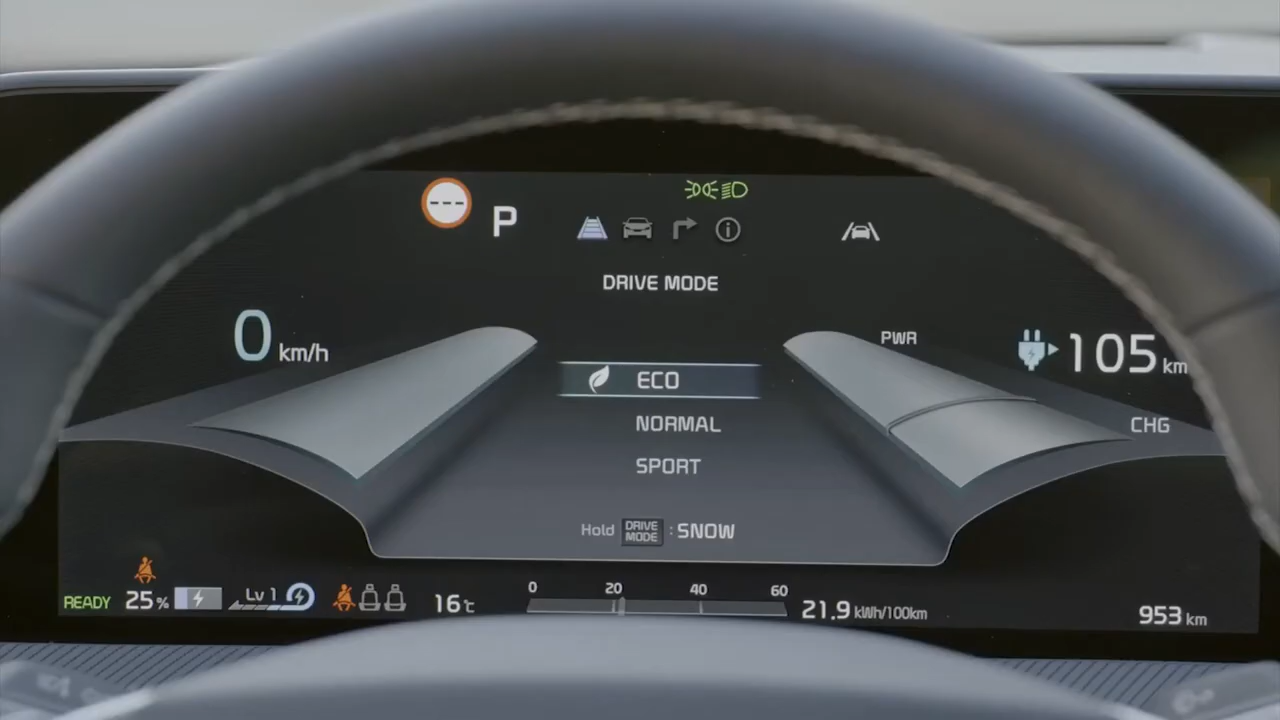 P
DRIVE MODE
0 km/h
PWR
105 km
ECO
NORMAL
CHG
SPORT
Hold DRIVE MODE : SNOW
0 20 40 60
READY 25% Lv 1 16℃ 21.9 kWh/100km 953 km